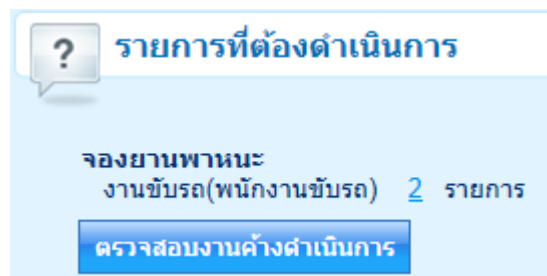 ?
รายการที่ต้องดำเนินการ
จองยานพาหนะ
งานขับรถ(พนักงานขับรถ) 2 รายการ
ตรวจสอบงานค้างดำเนินการ